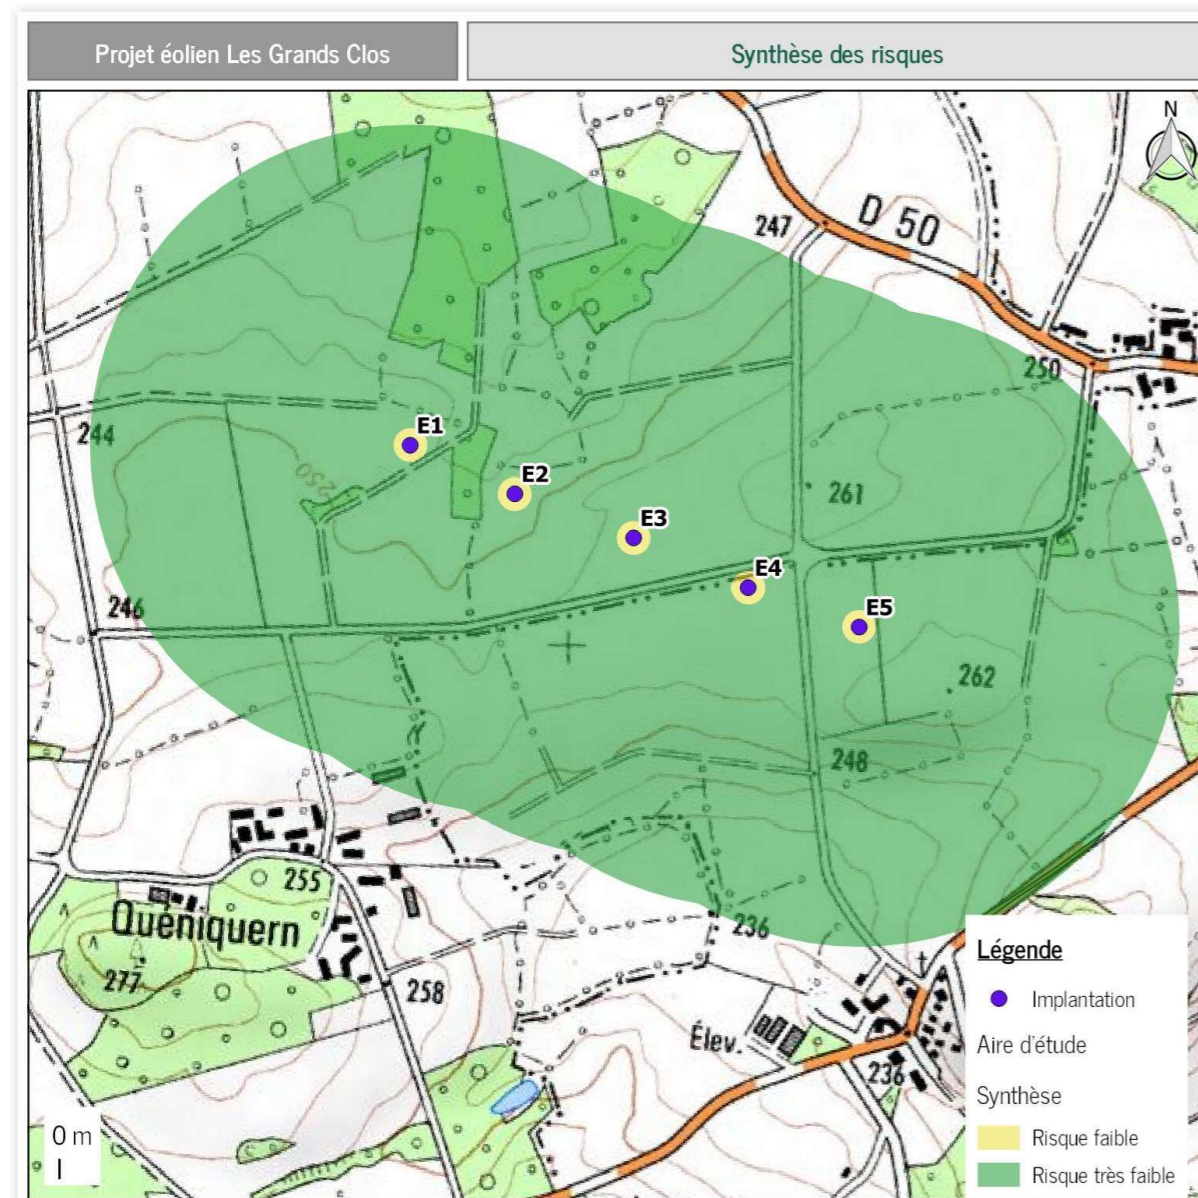 Projet éolien Les Grands Clos
Synthèse des risques
N
247
D 50
250
244
E1
250
E2
261
E3
E4
246
E5
262
248
255
Quéniquern
236
277
258
Élev.
236
Légende
Implantation
Aire d'étude
Synthèse
Risque faible
Risque très faible
0 m